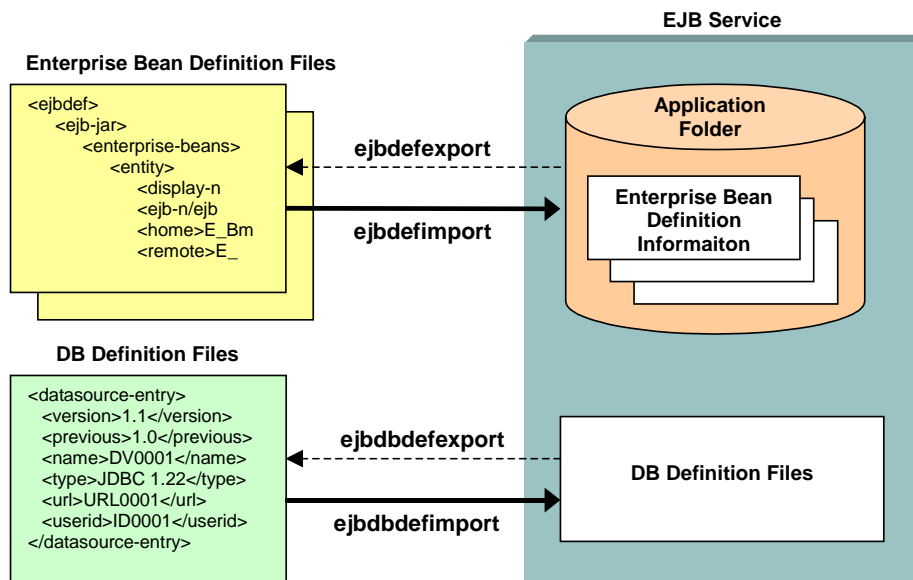 EJB Service
Enterprise Bean Definition Files
<ejbdef>
<ejb-jar>
<enterprise-beans>
<entity>
<display-n
<ejb-n/ejb
<home>E_Bm
<remote>E_
ejbdefexport
ejbdefimport
Application
Folder
Enterprise Bean
Definition
Informaiton
DB Definition Files
<datasource-entry>
<version>1.1</version>
<previous>1.0</previous>
<name>DV0001</name>
<type>JDBC 1.22</type>
<url>URL0001</url>
<userid>ID0001</userid>
</datasource-entry>
ejbdbdefexport
ejbdbdefimport
DB Definition Files